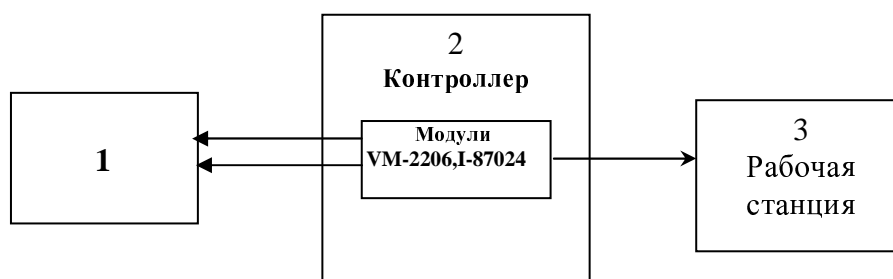 1
2
Контроллер
Модули
VM-2206,I-87024
3
Рабочая
станция